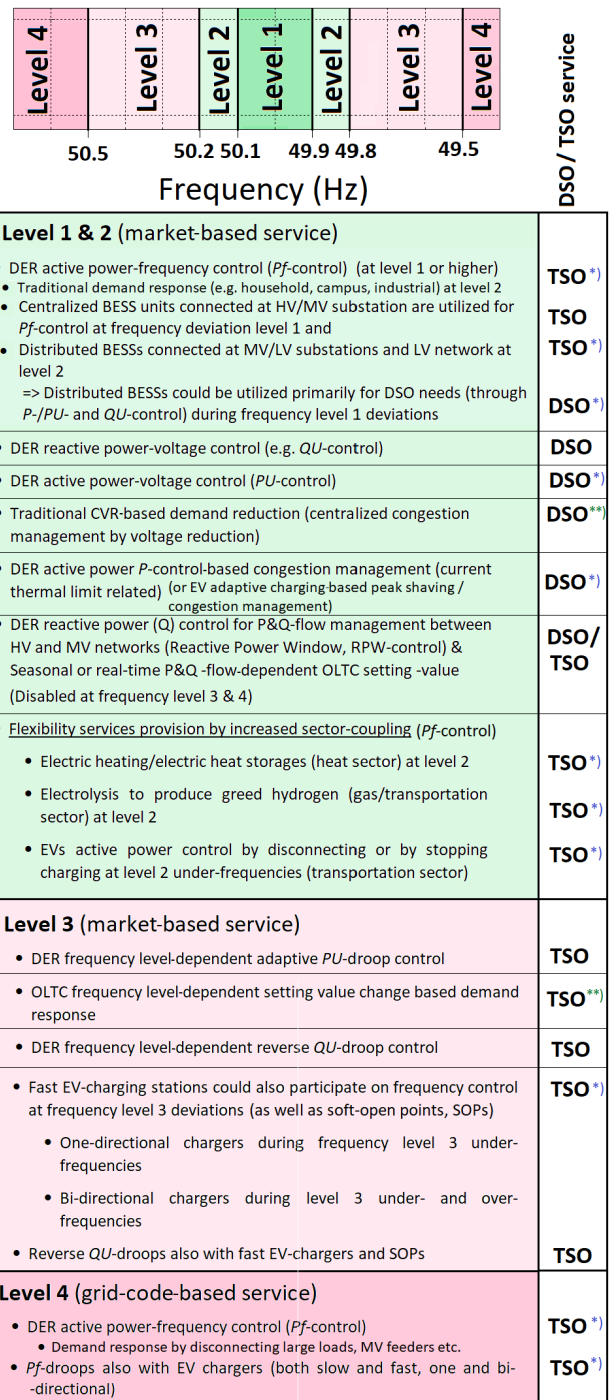 Level 4
Level 3
Level 2
Level 1
Level 2
Level 3
Level 4
50.5
50.2 50.1
49.9 49.8
49.5
Frequency (Hz)
DSO / TSO service
Level 1 & 2 (market-based service)
DER active power-frequency control (Pf-control) (at level 1 or higher)
TSO *)
• Traditional demand response (e.g. household, campus, industrial) at level 2
• Centralized BESS units connected at HV/MV substation are utilized for
Pf-control at frequency deviation level 1 and
TSO
• Distributed BESSs connected at MV/LV substations and LV network at
level 2
TSO *)
=> Distributed BESSs could be utilized primarily for DSO needs (through
P-/PU- and QU-control) during frequency level 1 deviations
DSO *)
• DER reactive power-voltage control (e.g. QU-control)
DSO
• DER active power-voltage control (PU-control)
DSO *)
• Traditional CVR-based demand reduction (centralized congestion
management by voltage reduction)
DSO **)
• DER active power P-control-based congestion management (current
thermal limit related) (or EV adaptive charging-based peak shaving /
congestion management)
DSO *)
• DER reactive power (Q) control for P&Q-flow management between
HV and MV networks (Reactive Power Window, RPW-control) &
Seasonal or real-time P&Q -flow-dependent OLTC setting -value
(Disabled at frequency level 3 & 4)
DSO/
TSO
Flexibility services provision by increased sector-coupling (Pf-control)
• Electric heating/electric heat storages (heat sector) at level 2
TSO *)
• Electrolysis to produce greed hydrogen (gas/transportation
sector) at level 2
TSO *)
• EVs active power control by disconnecting or by stopping
charging at level 2 under-frequencies (transportation sector)
TSO *)
Level 3 (market-based service)
• DER frequency level-dependent adaptive PU-droop control
TSO
• OLTC frequency level-dependent setting value change based demand
response
TSO **)
• DER frequency level-dependent reverse QU-droop control
TSO
• Fast EV-charging stations could also participate on frequency control
at frequency level 3 deviations (as well as soft-open points, SOPs)
TSO *)
• One-directional chargers during frequency level 3 under-
frequencies
• Bi-directional chargers during level 3 under- and over-
frequencies
• Reverse QU-droops also with fast EV-chargers and SOPs
TSO
Level 4 (grid-code-based service)
• DER active power-frequency control (Pf-control)
TSO *)
• Demand response by disconnecting large loads, MV feeders etc.
• Pf-droops also with EV chargers (both slow and fast, one and bi-
-directional)
TSO *)